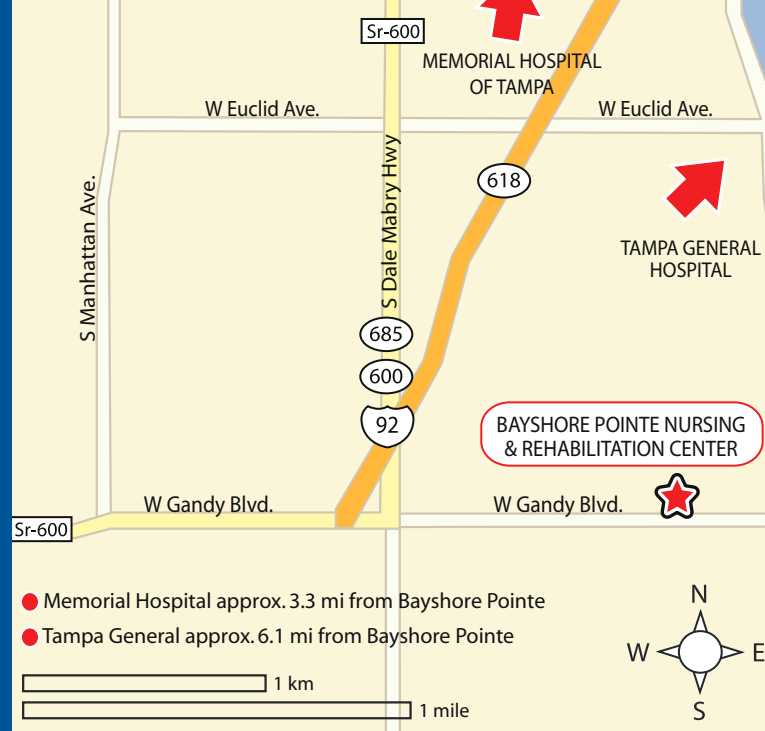 Sr-600
MEMORIAL HOSPITAL
OF TAMPA
W Euclid Ave.
W Euclid Ave.
618
S Manhattan Ave.
S Dale Mabry Hwy
TAMPA GENERAL
HOSPITAL
685
600
92
BAYSHORE POINTE NURSING
& REHABILITATION CENTER
W Gandy Blvd.
W Gandy Blvd.
Sr-600
Memorial Hospital approx. 3.3 mi from Bayshore Pointe
Tampa General approx. 6.1 mi from Bayshore Pointe
1 km
1 mile
N
W
E
S